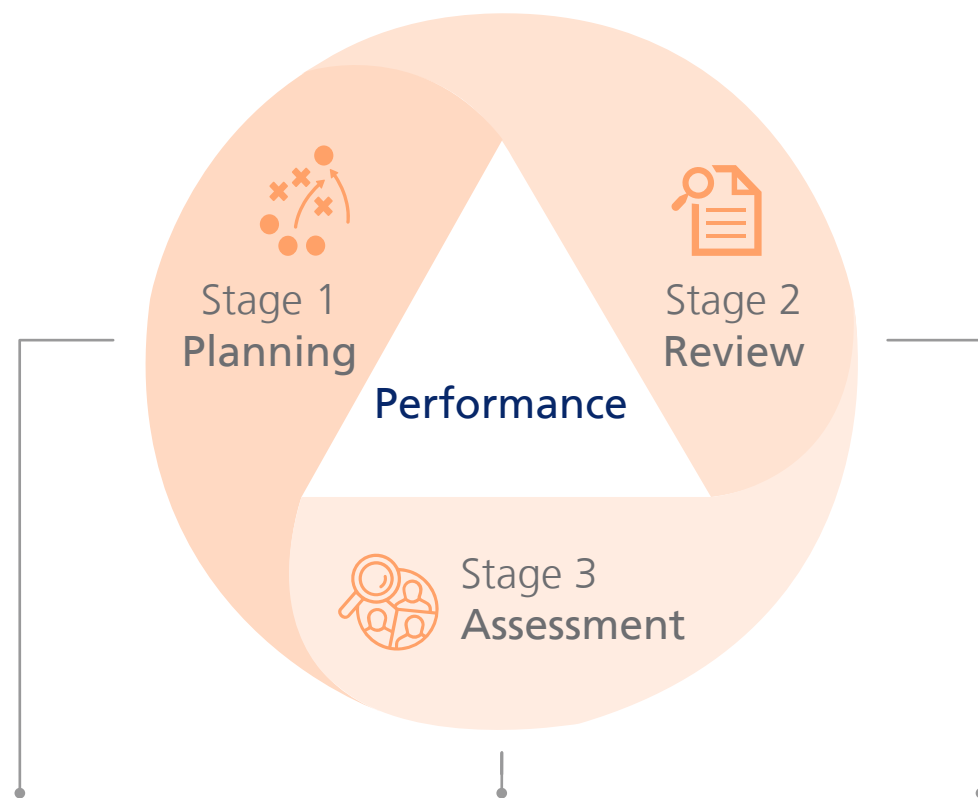 Stage 1
Planning
Stage 2
Review
Performance
Stage 3
Assessment